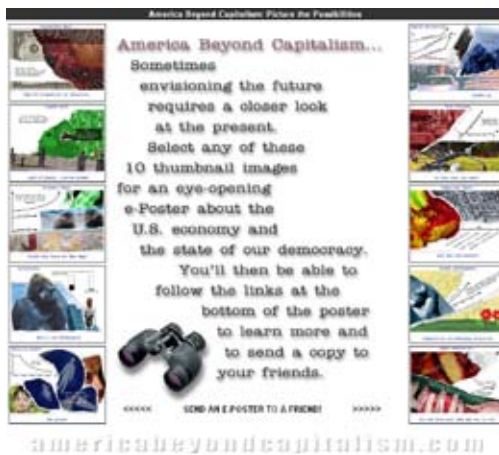 America Beyond Capitalism: Picture the Possibilities
America Beyond Capitalism...
Sometimes
envisioning the future
requires a closer look
at the present.
Select any of these
10 thumbnail images
for an eye-opening
e-Poster about the
U.S. economy and
the state of our democracy.
You'll then be able to
follow the links at the
bottom of the poster
to learn more and
to send a copy to
your friends.
<<<<< SEND AN E-POSTER TO A FRIEND! >>>>>
americabeyondcapitalism.com